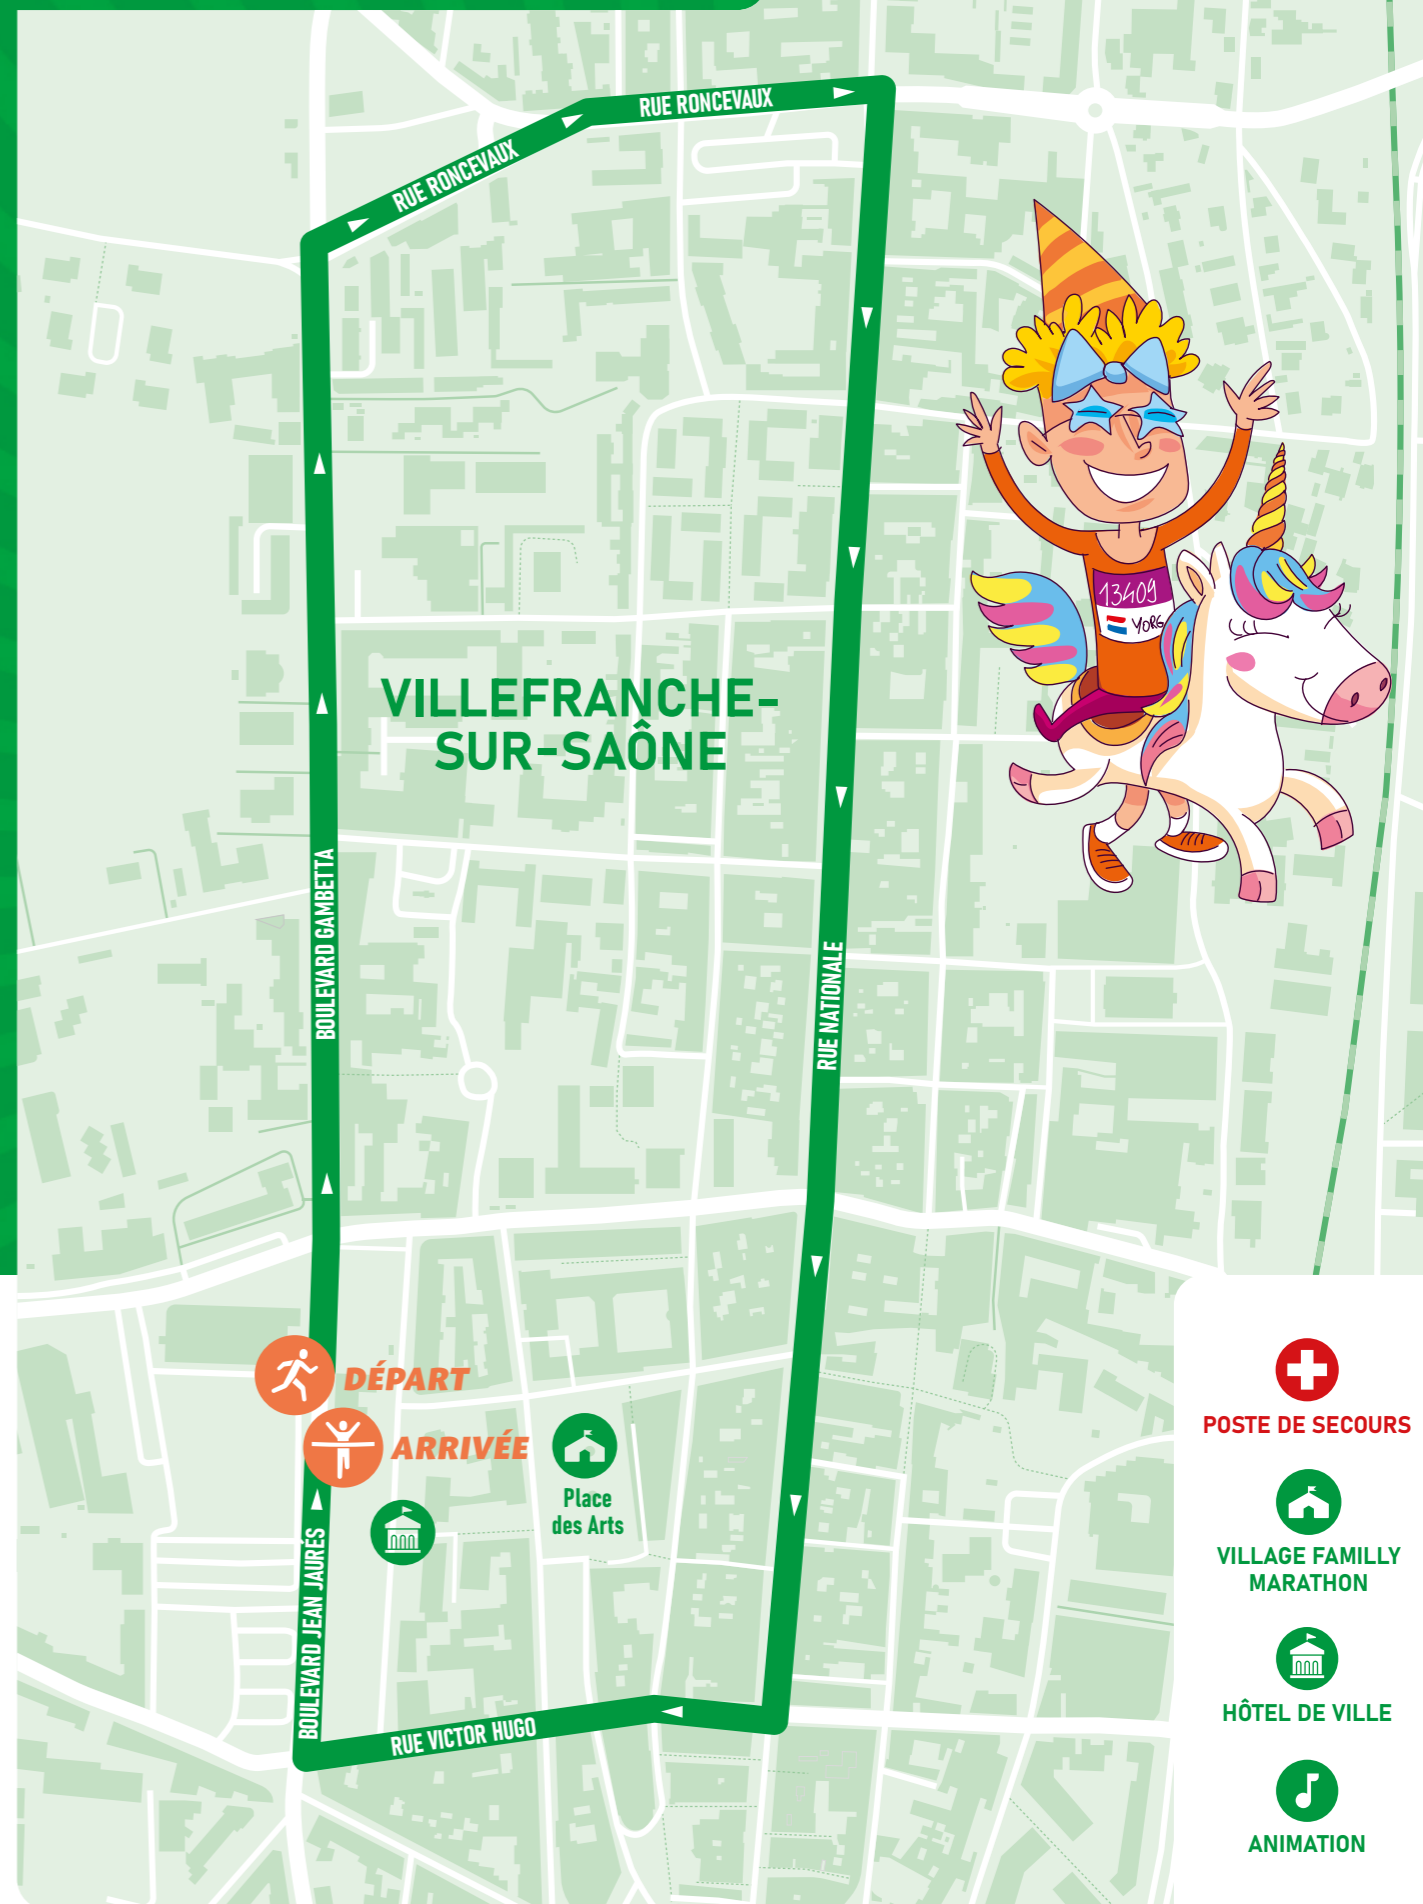 RUE RONCEVAUX
RUE RONCEVAUX
13409
YORG
VILLEFRANCHE-
SUR-SAÔNE
BOULEVARD GAMBETTA
RUE NATIONALE
DÉPART
ARRIVÉE
Place
des Arts
BOULEVARD JEAN JAURÈS
RUE VICTOR HUGO
POSTE DE SECOURS
VILLAGE FAMILLY
MARATHON
HÔTEL DE VILLE
ANIMATION